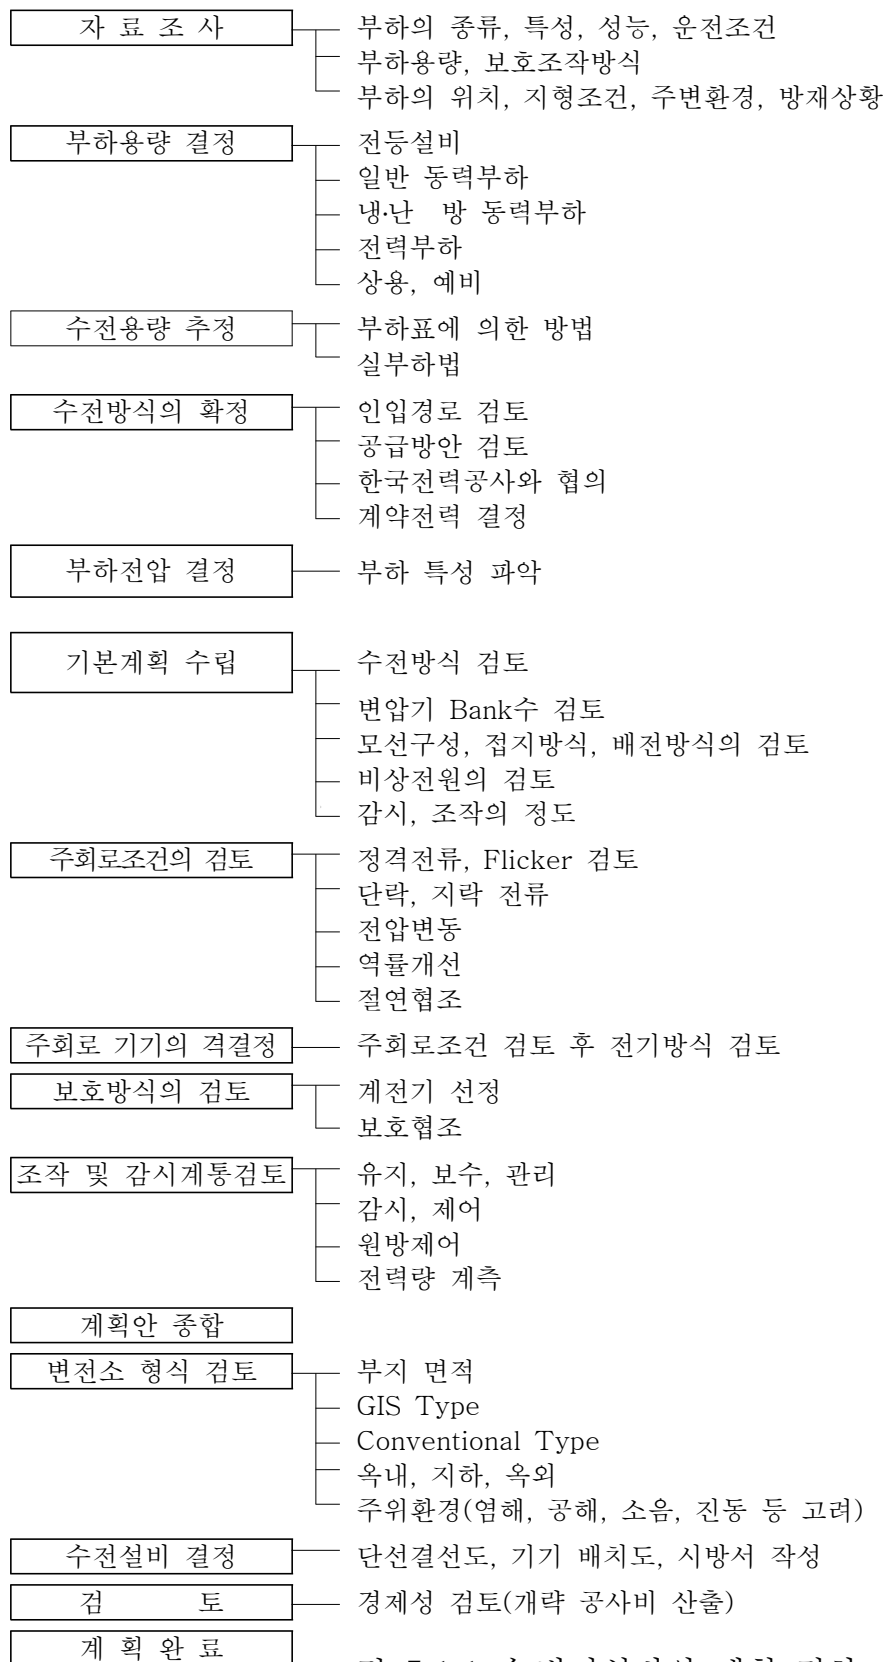 자 료 조 사
부하의 종류, 특성, 성능, 운전조건
부하용량, 보호조작방식
부하의 위치, 지형조건, 주변환경, 방재상황
부하용량 결정
전등설비
일반 동력부하
냉·난 방 동력부하
전력부하
상용, 예비
수전용량 추정
부하표에 의한 방법
실부하법
수전방식의 확정
인입경로 검토
공급방안 검토
한국전력공사와 협의
계약전력 결정
부하전압 결정
부하 특성 파악
기본계획 수립
수전방식 검토
변압기 Bank수 검토
모선구성, 접지방식, 배전방식의 검토
비상전원의 검토
감시, 조작의 정도
주회로조건의 검토
정격전류, Flicker 검토
단락, 지락 전류
전압변동
역률개선
절연협조
주회로 기기의 격결정
주회로조건 검토 후 전기방식 검토
보호방식의 검토
계전기 선정
보호협조
조작 및 감시계통검토
유지, 보수, 관리
감시, 제어
원방제어
전력량 계측
계획안 종합
변전소 형식 검토
부지 면적
GIS Type
Conventional Type
옥내, 지하, 옥외
주위환경(염해, 공해, 소음, 진동 등 고려)
수전설비 결정
단선결선도, 기기 배치도, 시방서 작성
검 토
경제성 검토(개략 공사비 산출)
계 획 완 료